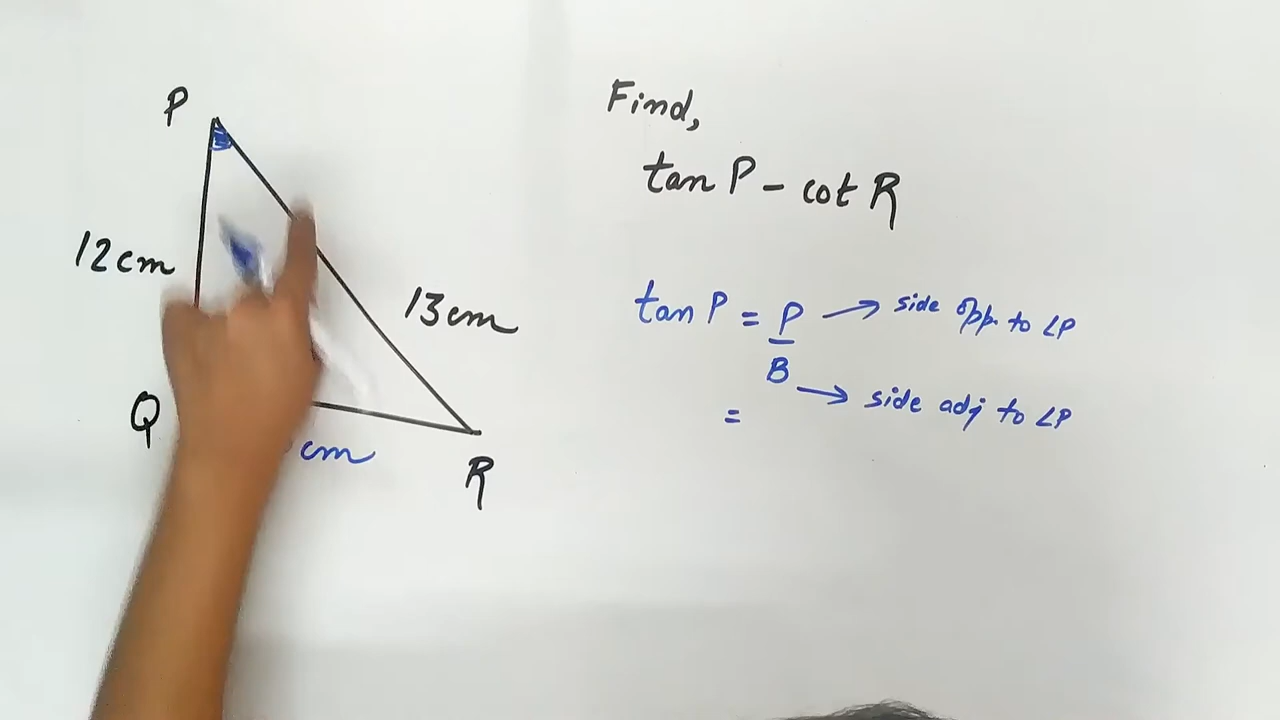 P
12cm
13cm
Q
cm
R
Find,
tan P - cot R
tan P = P/B
→ side opp. to ∠P
→ side adj to ∠P
=